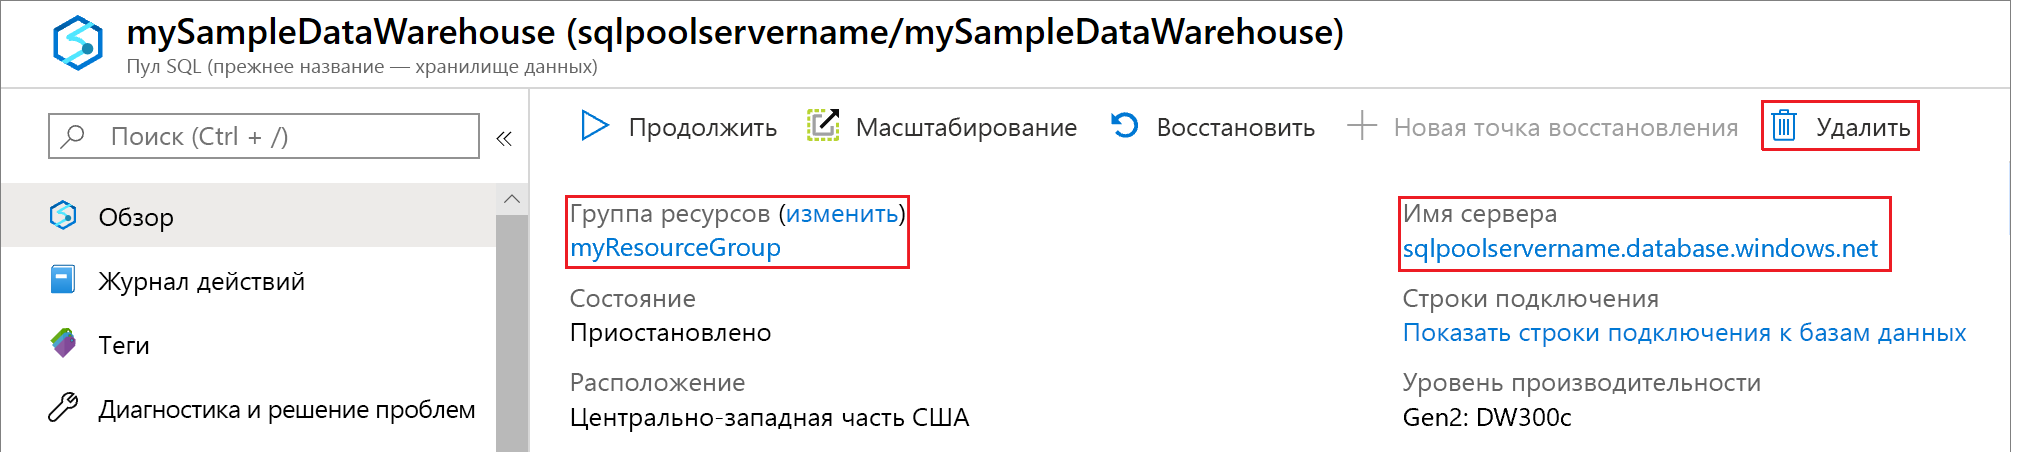 mySampleDataWarehouse (sqlpoolservername/mySampleDataWarehouse)
Пул SQL (прежнее название — хранилище данных)
Поиск (Ctrl + /)
«
Продолжить
Масштабирование
Восстановить
Новая точка восстановления
Удалить
Обзор
Журнал действий
Теги
Диагностика и решение проблем
Группа ресурсов (изменить)
myResourceGroup
Состояние
Приостановлено
Расположение
Центрально-западная часть США
Имя сервера
sqlpoolservername.database.windows.net
Строки подключения
Показать строки подключения к базам данных
Уровень производительности
Gen2: DW300c